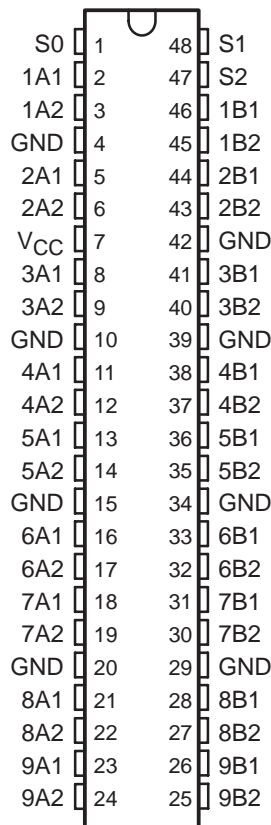 S0 1 48 S1
1A1 2 47 S2
1A2 3 46 1B1
GND 4 45 1B2
2A1 5 44 2B1
2A2 6 43 2B2
VCC 7 42 GND
3A1 8 41 3B1
3A2 9 40 3B2
GND 10 39 GND
4A1 11 38 4B1
4A2 12 37 4B2
5A1 13 36 5B1
5A2 14 35 5B2
GND 15 34 GND
6A1 16 33 6B1
6A2 17 32 6B2
7A1 18 31 7B1
7A2 19 30 7B2
GND 20 29 GND
8A1 21 28 8B1
8A2 22 27 8B2
9A1 23 26 9B1
9A2 24 25 9B2